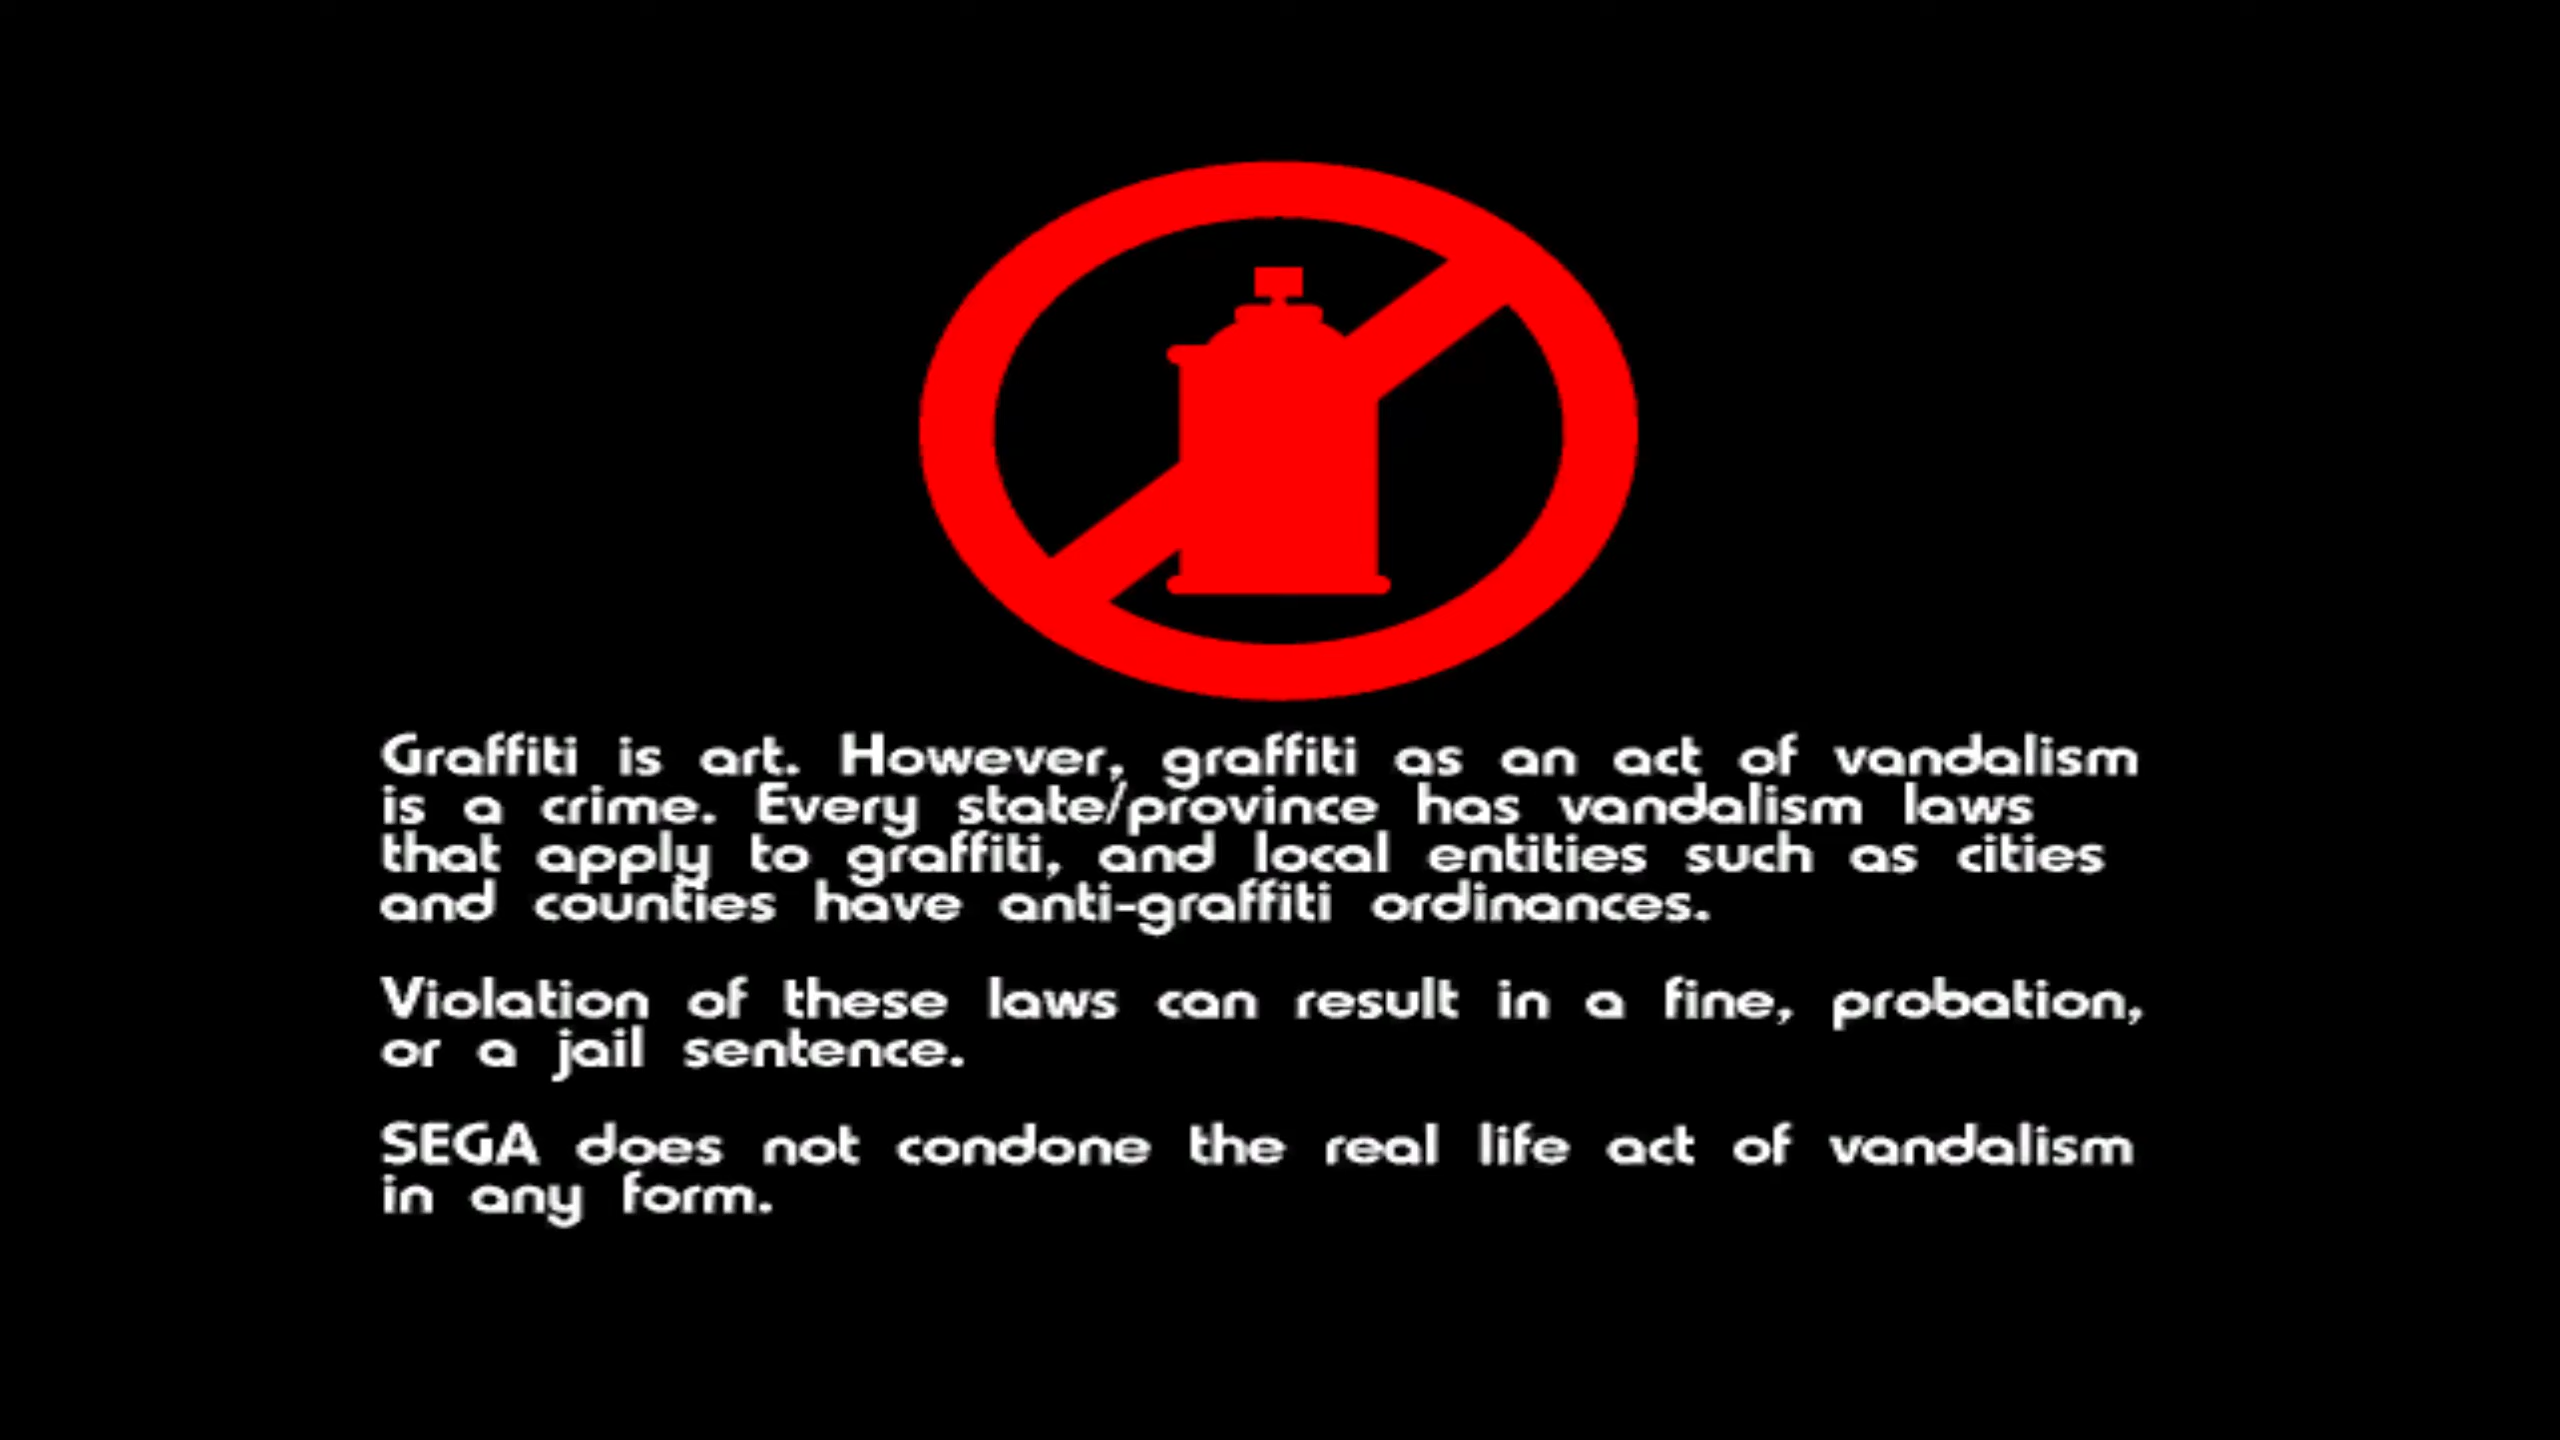 Graffiti is art. However, graffiti as an act of vandalism
is a crime. Every state/province has vandalism laws
that apply to graffiti, and local entities such as cities
and counties have anti-graffiti ordinances.
Violation of these laws can result in a fine, probation,
or a jail sentence.
SEGA does not condone the real life act of vandalism
in any form.